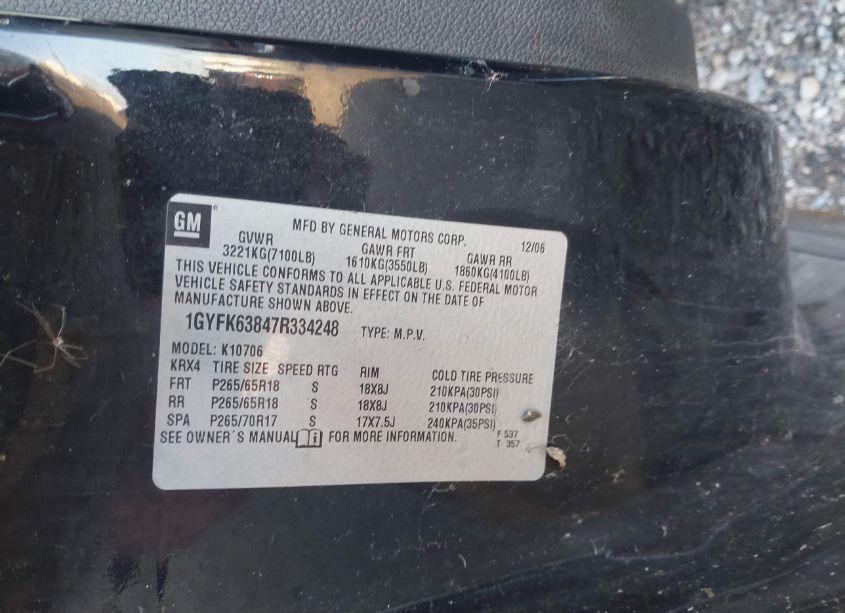 GM
MFD BY GENERAL MOTORS CORP. 12/06
GVWR GAWR FRT GAWR RR
3221KG(7100LB) 1610KG(3550LB) 1860KG(4100LB)
THIS VEHICLE CONFORMS TO ALL APPLICABLE U.S. FEDERAL MOTOR
VEHICLE SAFETY STANDARDS IN EFFECT ON THE DATE OF
MANUFACTURE SHOWN ABOVE.
1GYFK63847R334248 TYPE: M.P.V.
MODEL: K10706
KRX4 TIRE SIZE SPEED RTG RIM COLD TIRE PRESSURE
FRT P265/65R18 S 18X8J 210KPA(30PSI)
RR P265/65R18 S 18X8J 210KPA(30PSI)
SPA P265/70R17 S 17X7.5J 240KPA(35PSI)
SEE OWNER´S MANUAL FOR MORE INFORMATION. F 537
T 357